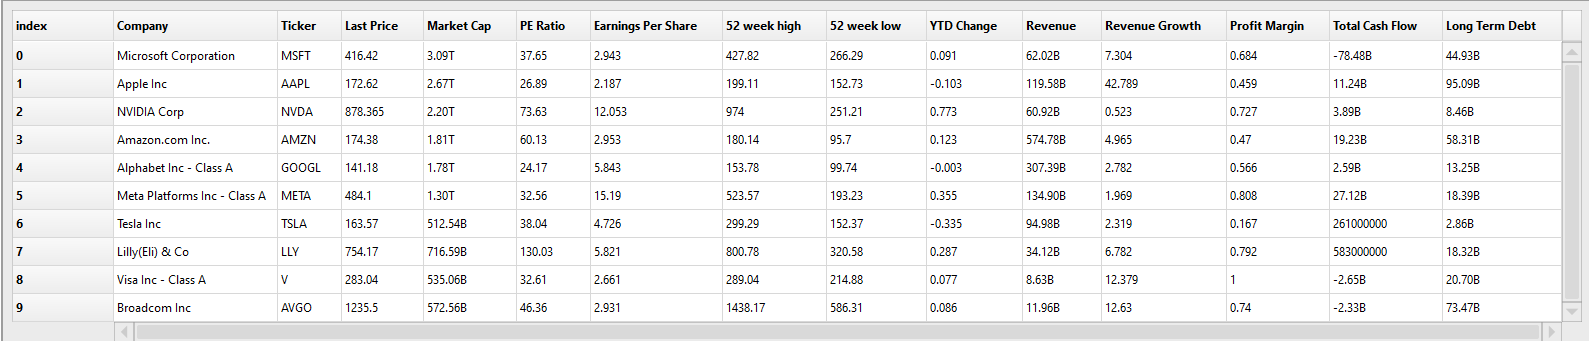 index Company Ticker Last Price Market Cap PE Ratio Earnings Per Share 52 week high 52 week low YTD Change Revenue Revenue Growth Profit Margin Total Cash Flow Long Term Debt
0 Microsoft Corporation MSFT 416.42 3.09T 37.65 2.943 427.82 266.29 0.091 62.02B 7.304 0.684 -78.48B 44.93B
1 Apple Inc AAPL 172.62 2.67T 26.89 2.187 199.11 152.73 -0.103 119.58B 42.789 0.459 11.24B 95.09B
2 NVIDIA Corp NVDA 878.365 2.20T 73.63 12.053 974 251.21 0.773 60.92B 0.523 0.727 3.89B 8.46B
3 Amazon.com Inc. AMZN 174.38 1.81T 60.13 2.953 180.14 95.7 0.123 574.78B 4.965 0.47 19.23B 58.31B
4 Alphabet Inc - Class A GOOGL 141.18 1.78T 24.17 5.843 153.78 99.74 -0.003 307.39B 2.782 0.566 2.59B 13.25B
5 Meta Platforms Inc - Class A META 484.1 1.30T 32.56 15.19 523.57 193.23 0.355 134.90B 1.969 0.808 27.12B 18.39B
6 Tesla Inc TSLA 163.57 512.54B 38.04 4.726 299.29 152.37 -0.335 94.98B 2.319 0.167 261000000 2.86B
7 Lilly(Eli) & Co LLY 754.17 716.59B 130.03 5.821 800.78 320.58 0.287 34.12B 6.782 0.792 583000000 18.32B
8 Visa Inc - Class A V 283.04 535.06B 32.61 2.661 289.04 214.88 0.077 8.63B 12.379 1 -2.65B 20.70B
9 Broadcom Inc AVGO 1235.5 572.56B 46.36 2.931 1438.17 586.31 0.086 11.96B 12.63 0.74 -2.33B 73.47B